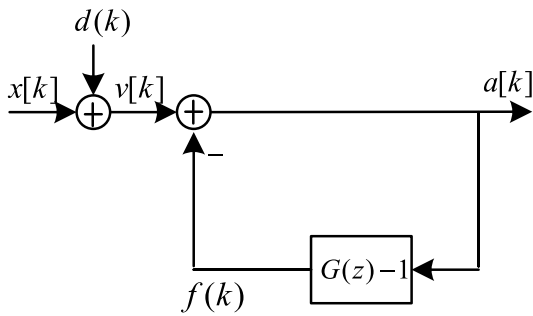 d(k)
x[k]
v[k]
a[k]
+
+
−
G(z)−1
f(k)